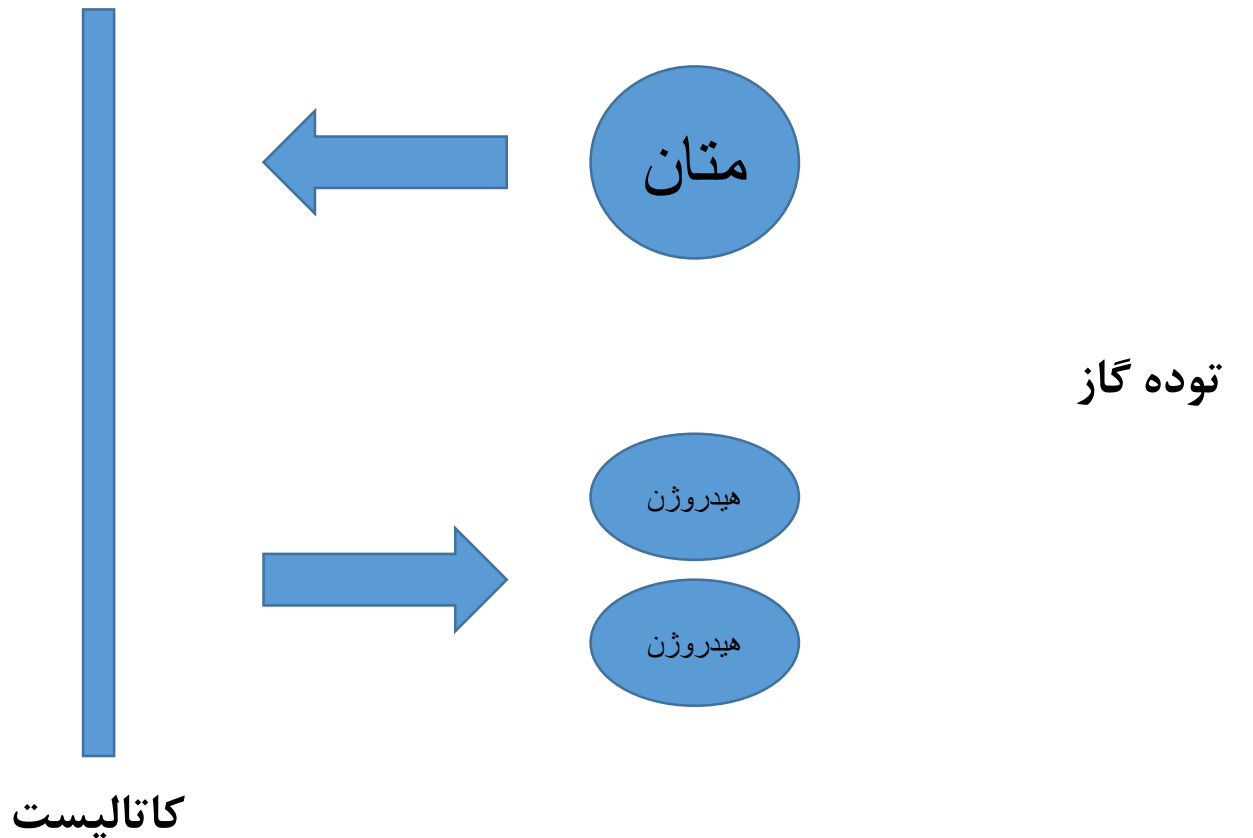 متان
توده گاز
هیدروژن
هیدروژن
کاتالیست